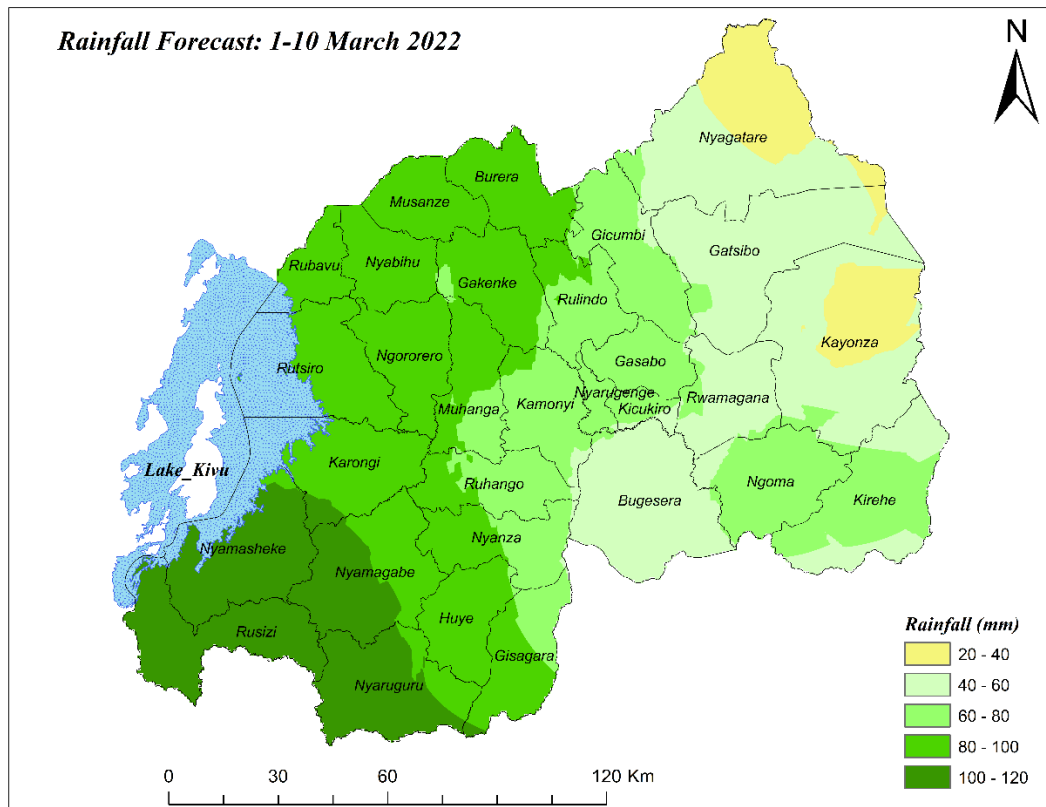 Rainfall Forecast: 1-10 March 2022
N
Nyagatare
Burera
Musanze
Gicumbi
Gatsibo
Rubavu
Nyabihu
Gakenke
Rulindo
Kayonza
Ngororero
Gasabo
Rutsiro
Nyarugenge
Rwamagana
Muhanga
Kamonyi
Kicukiro
Karongi
Lake_Kivu
Ruhango
Ngoma
Bugesera
Kirehe
Nyanza
Nyamasheke
Nyamagabe
Huye
Rusizi
Gisagara
Nyaruguru
Rainfall (mm)
20 - 40
40 - 60
60 - 80
80 - 100
100 - 120
0 30 60 120 Km